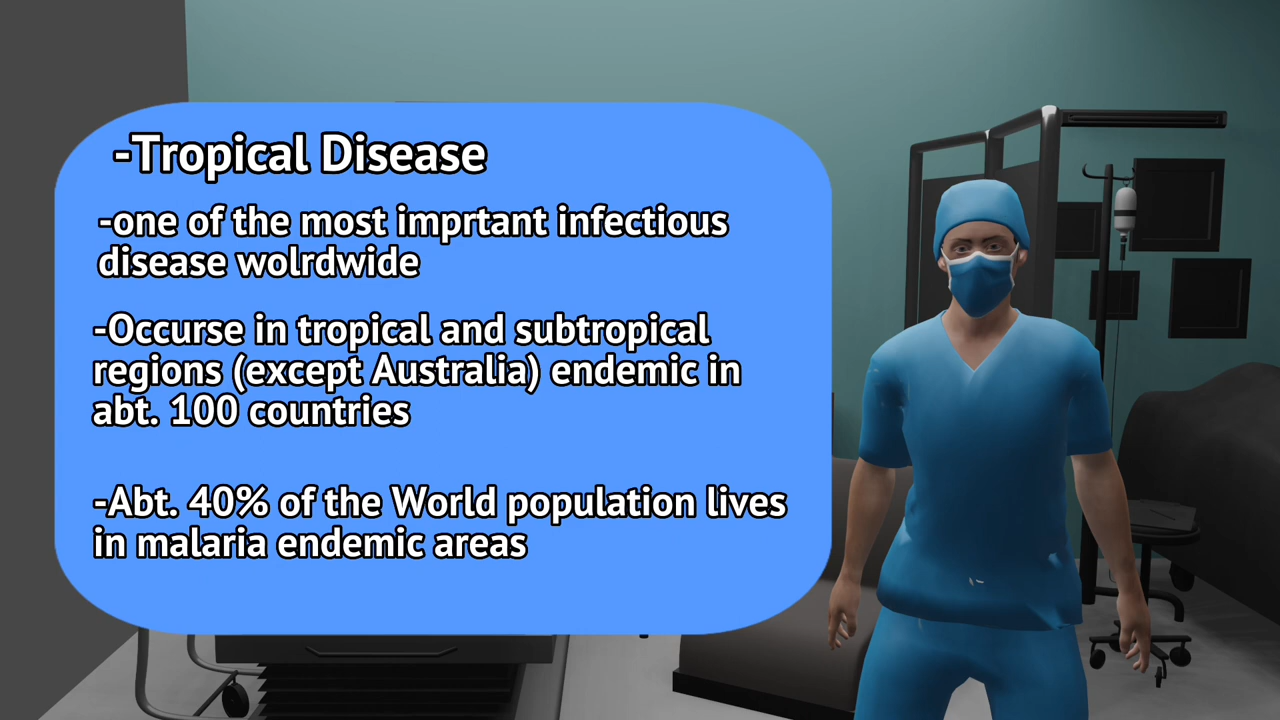 -Tropical Disease
-one of the most imprtant infectious
disease wolrdwide
-Occurse in tropical and subtropical
regions (except Australia) endemic in
abt. 100 countries
-Abt. 40% of the World population lives
in malaria endemic areas